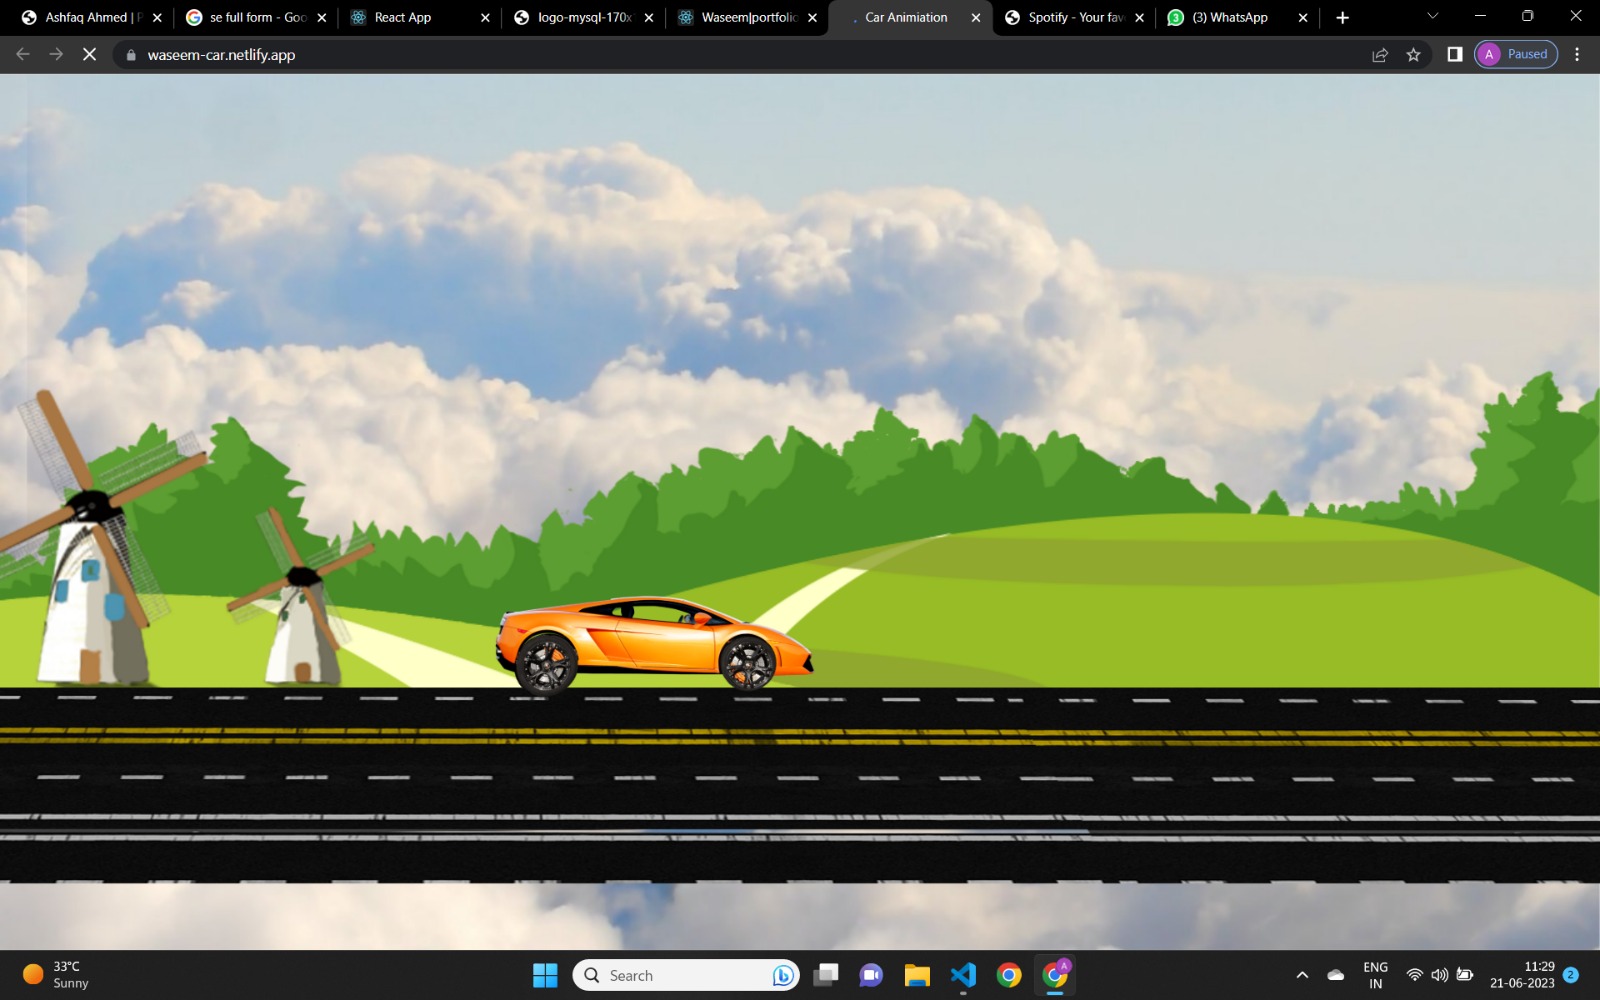 Ashfaq Ahmed | P
se full form - Goo
React App
logo-mysql-170x
Waseem|portfolio
Car Animiation
Spotify - Your fav
(3) WhatsApp
waseem-car.netlify.app
A
Paused
33°C
Sunny
Search
A
ENG
IN
11:29
21-06-2023
2